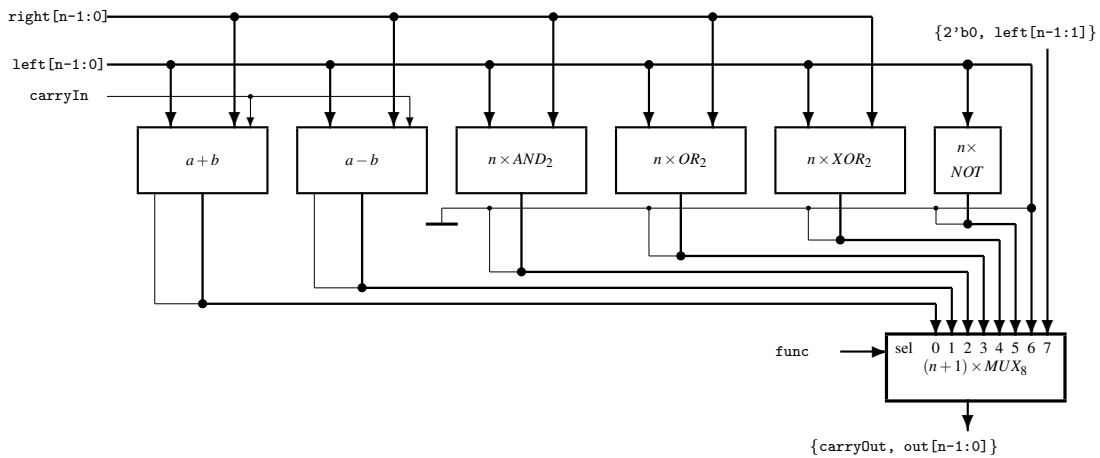 right[n-1:0]
{2'b0, left[n-1:1]}
left[n-1:0]
carryIn
a + b
a − b
n × AND₂
n × OR₂
n × XOR₂
n×
NOT
func
sel 0 1 2 3 4 5 6 7
(n + 1) × MUX₈
{carryOut, out[n-1:0]}